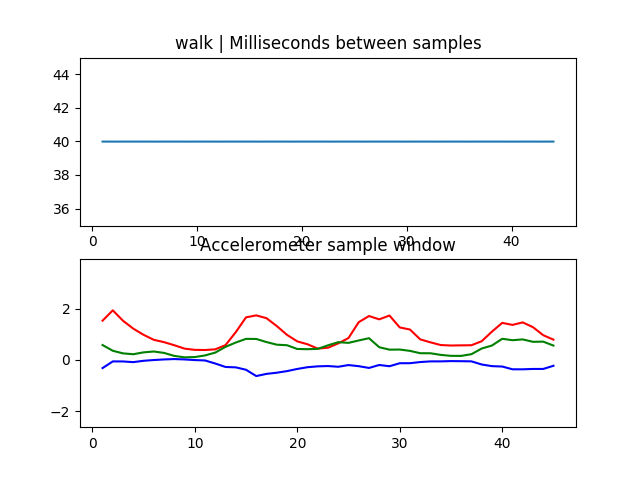 walk | Milliseconds between samples
44
42
40
38
36
0 10 20 30 40
Accelerometer sample window
2
0
−2
0 10 20 30 40